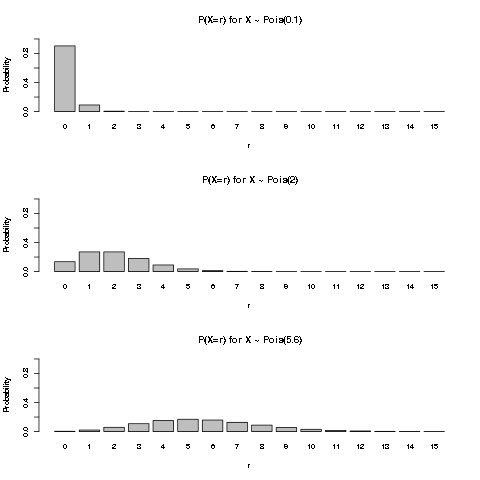 P(X=r) for X ~ Pois(0.1)
Probability
0.0 0.4 0.8
0 1 2 3 4 5 6 7 8 9 10 11 12 13 14 15
r
P(X=r) for X ~ Pois(2)
Probability
0.0 0.4 0.8
0 1 2 3 4 5 6 7 8 9 10 11 12 13 14 15
r
P(X=r) for X ~ Pois(5.6)
Probability
0.0 0.4 0.8
0 1 2 3 4 5 6 7 8 9 10 11 12 13 14 15
r